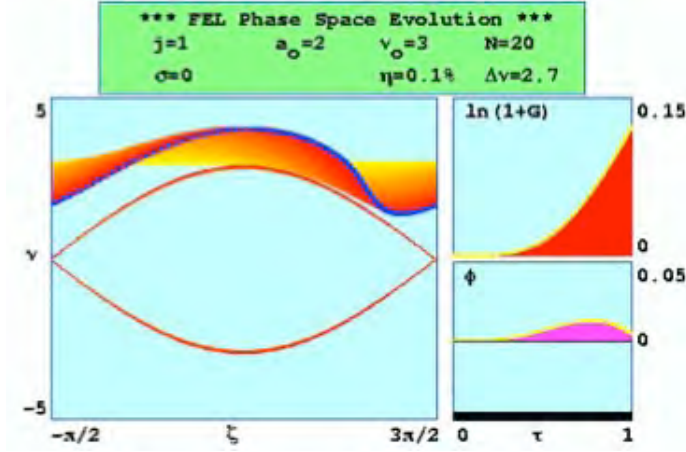 *** FEL Phase Space Evolution ***
j=1 a₀=2 ν₀=3 N=20
σ=0 η=0.1% Δν=2.7
5
ν
-5
-π/2 ζ 3π/2
ln (1+G) 0.15
0
ϕ 0.05
0
0 τ 1